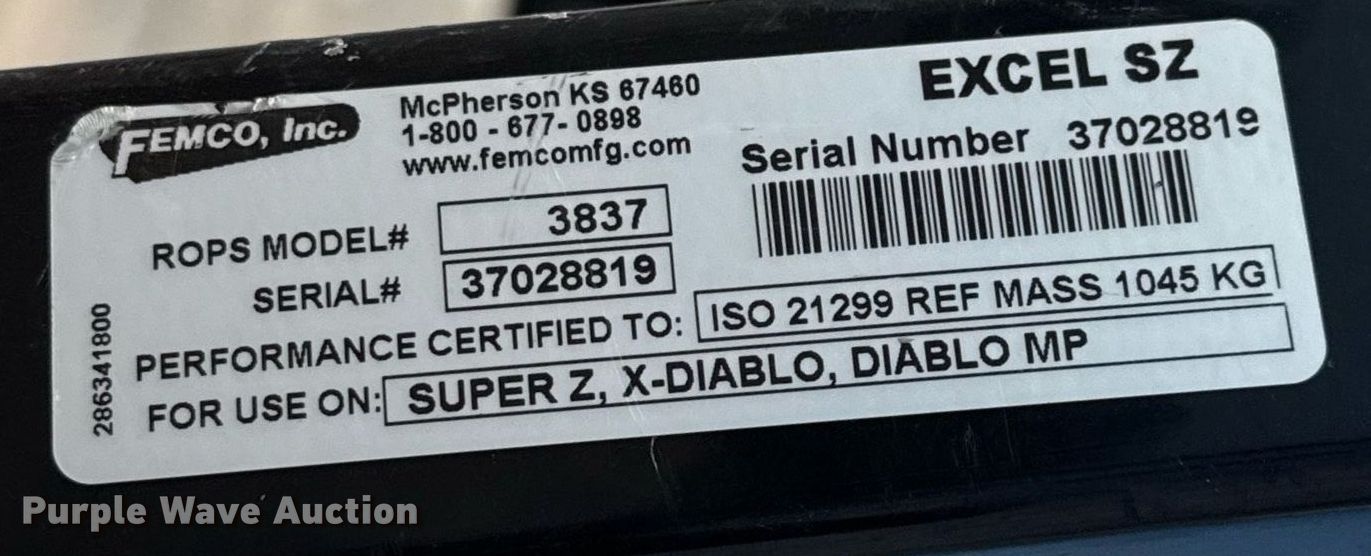 FEMCO, Inc.
McPherson KS 67460
1-800 - 677- 0898
www.femcomfg.com
EXCEL SZ
Serial Number 37028819
ROPS MODEL# 3837
SERIAL# 37028819
PERFORMANCE CERTIFIED TO: ISO 21299 REF MASS 1045 KG
FOR USE ON: SUPER Z, X-DIABLO, DIABLO MP
286341800
Purple Wave Auction